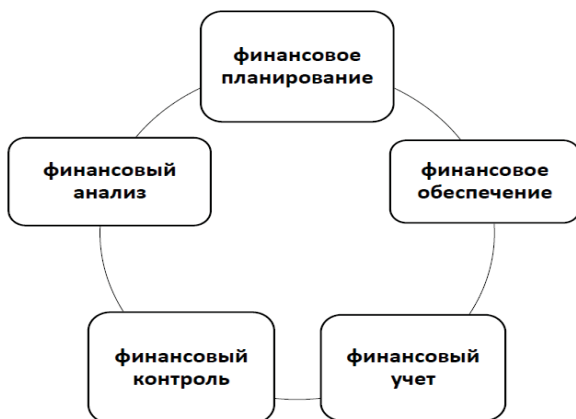 финансовое
планирование
финансовый
анализ
финансовое
обеспечение
финансовый
контроль
финансовый
учет